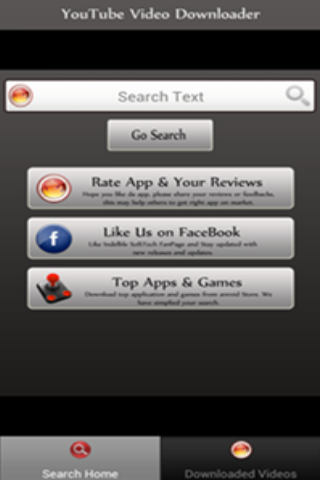 YouTube Video Downloader
Search Text
Go Search
Rate App & Your Reviews
Hope you like de app, please share your reviews or feedbacks,
this may help others to get right app on market.
Like Us on FaceBook
Like Indelible SoftTech FanPage and Stay updated with
new releases and updates.
Top Apps & Games
Download top application and games from anroid Store. We
have simplied your search.
Search Home
Downloaded Videos